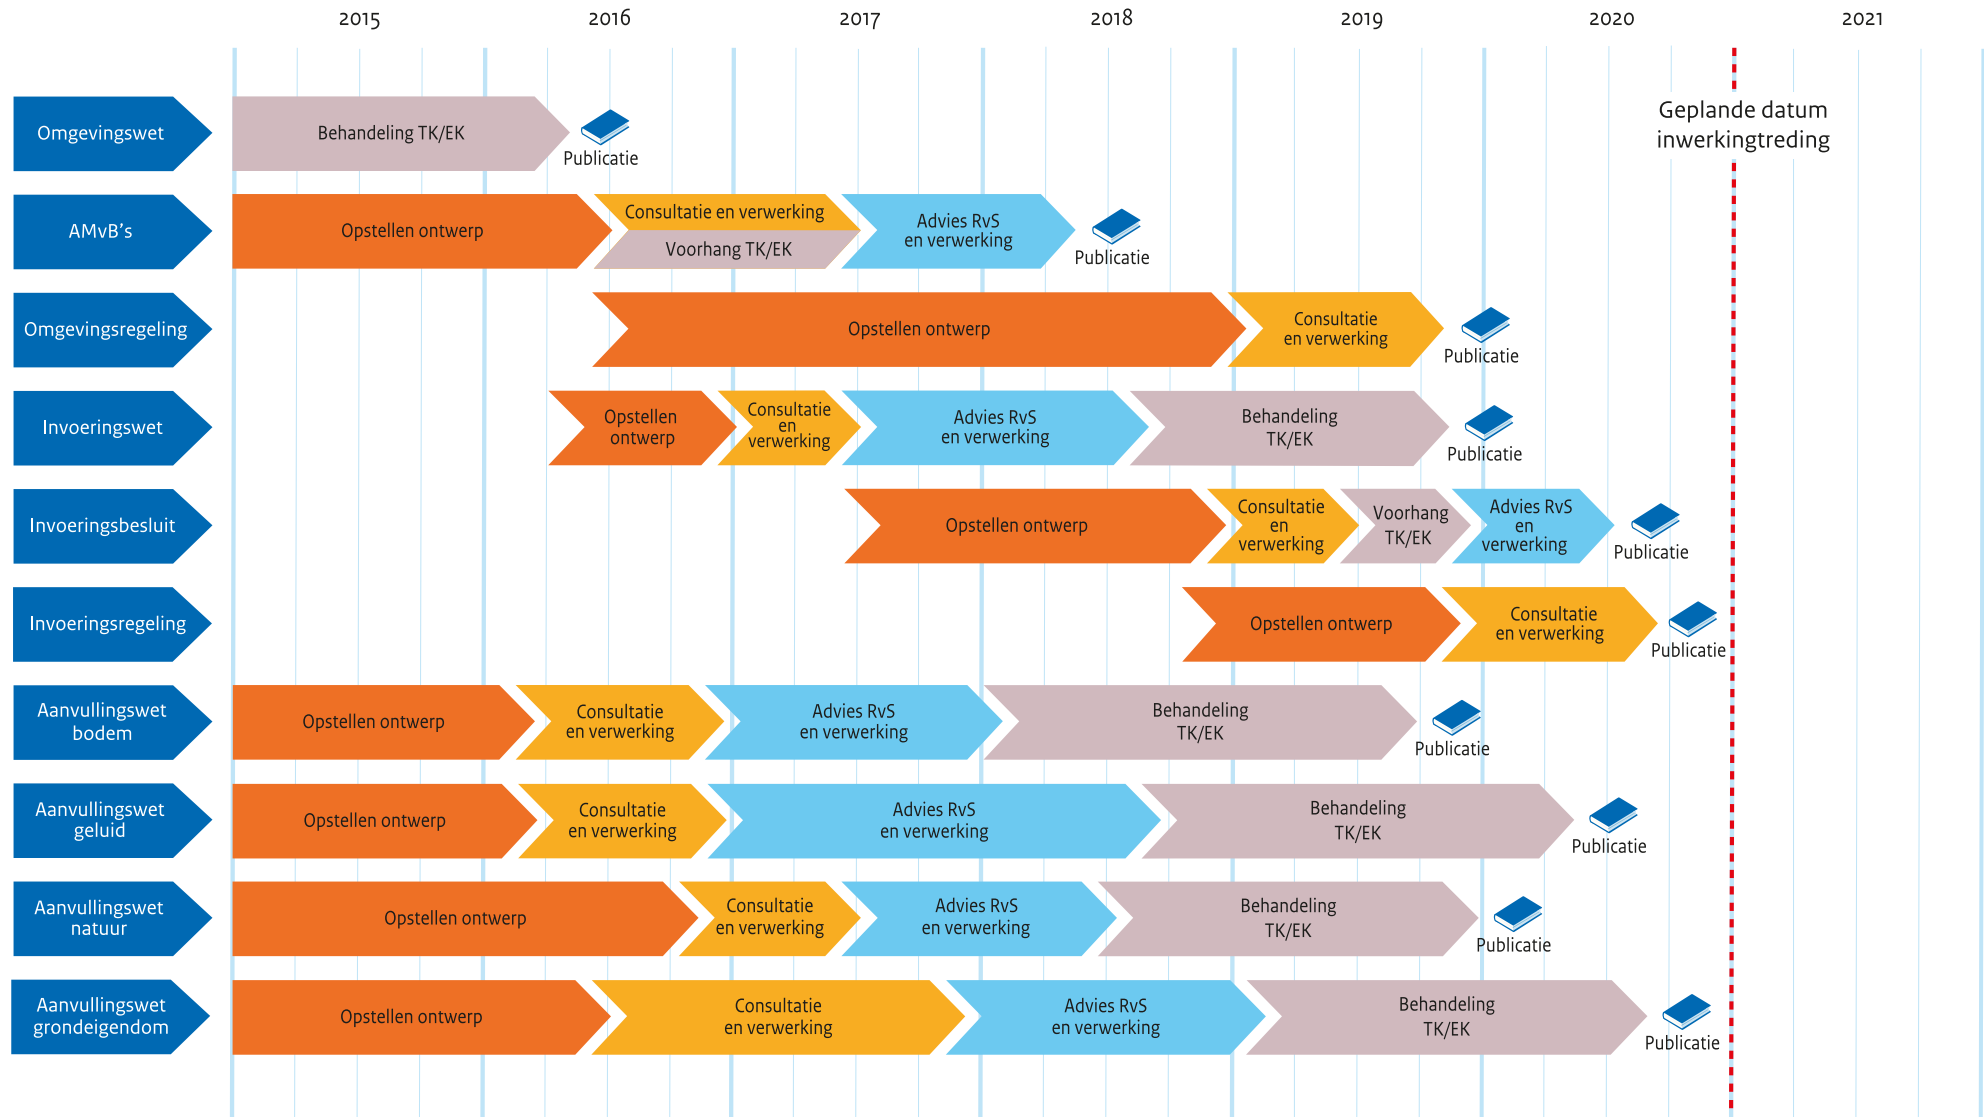 2015 2016 2017 2018 2019 2020 2021
Geplande datum
inwerkingtreding
Omgevingswet
Behandeling TK/EK
Publicatie
AMvB's
Opstellen ontwerp
Consultatie en verwerking
Voorhang TK/EK
Advies RvS
en verwerking
Publicatie
Omgevingsregeling
Opstellen ontwerp
Consultatie
en verwerking
Publicatie
Invoeringswet
Opstellen
ontwerp
Consultatie
en
verwerking
Advies RvS
en verwerking
Behandeling
TK/EK
Publicatie
Invoeringsbesluit
Opstellen ontwerp
Consultatie
en
verwerking
Voorhang
TK/EK
Advies RvS
en
verwerking
Publicatie
Invoeringsregeling
Opstellen ontwerp
Consultatie
en verwerking
Publicatie
Aanvullingswet
bodem
Opstellen ontwerp
Consultatie
en verwerking
Advies RvS
en verwerking
Behandeling
TK/EK
Publicatie
Aanvullingswet
geluid
Opstellen ontwerp
Consultatie
en verwerking
Advies RvS
en verwerking
Behandeling
TK/EK
Publicatie
Aanvullingswet
natuur
Opstellen ontwerp
Consultatie
en verwerking
Advies RvS
en verwerking
Behandeling
TK/EK
Publicatie
Aanvullingswet
grondeigendom
Opstellen ontwerp
Consultatie
en verwerking
Advies RvS
en verwerking
Behandeling
TK/EK
Publicatie